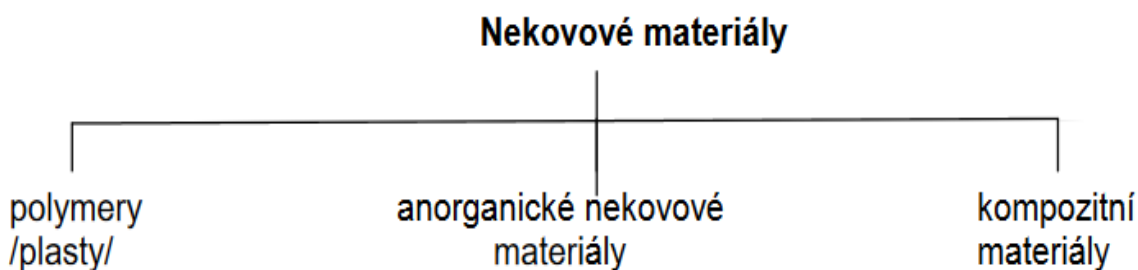 Nekovové materiály
polymery
/plasty/
anorganické nekovové
materiály
kompozitní
materiály